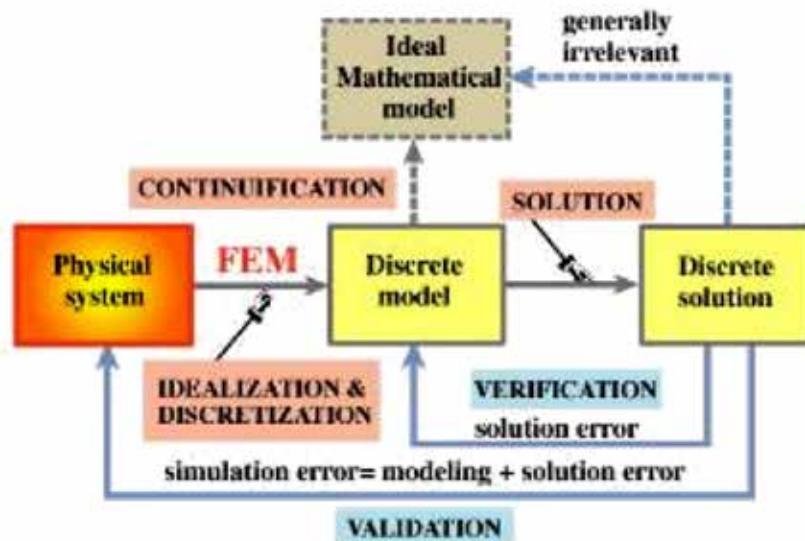 generally
irrelevant
Ideal
Mathematical
model
CONTINUIFICATION
SOLUTION
Physical
system
FEM
Discrete
model
Discrete
solution
IDEALIZATION &
DISCRETIZATION
VERIFICATION
solution error
simulation error= modeling + solution error
VALIDATION